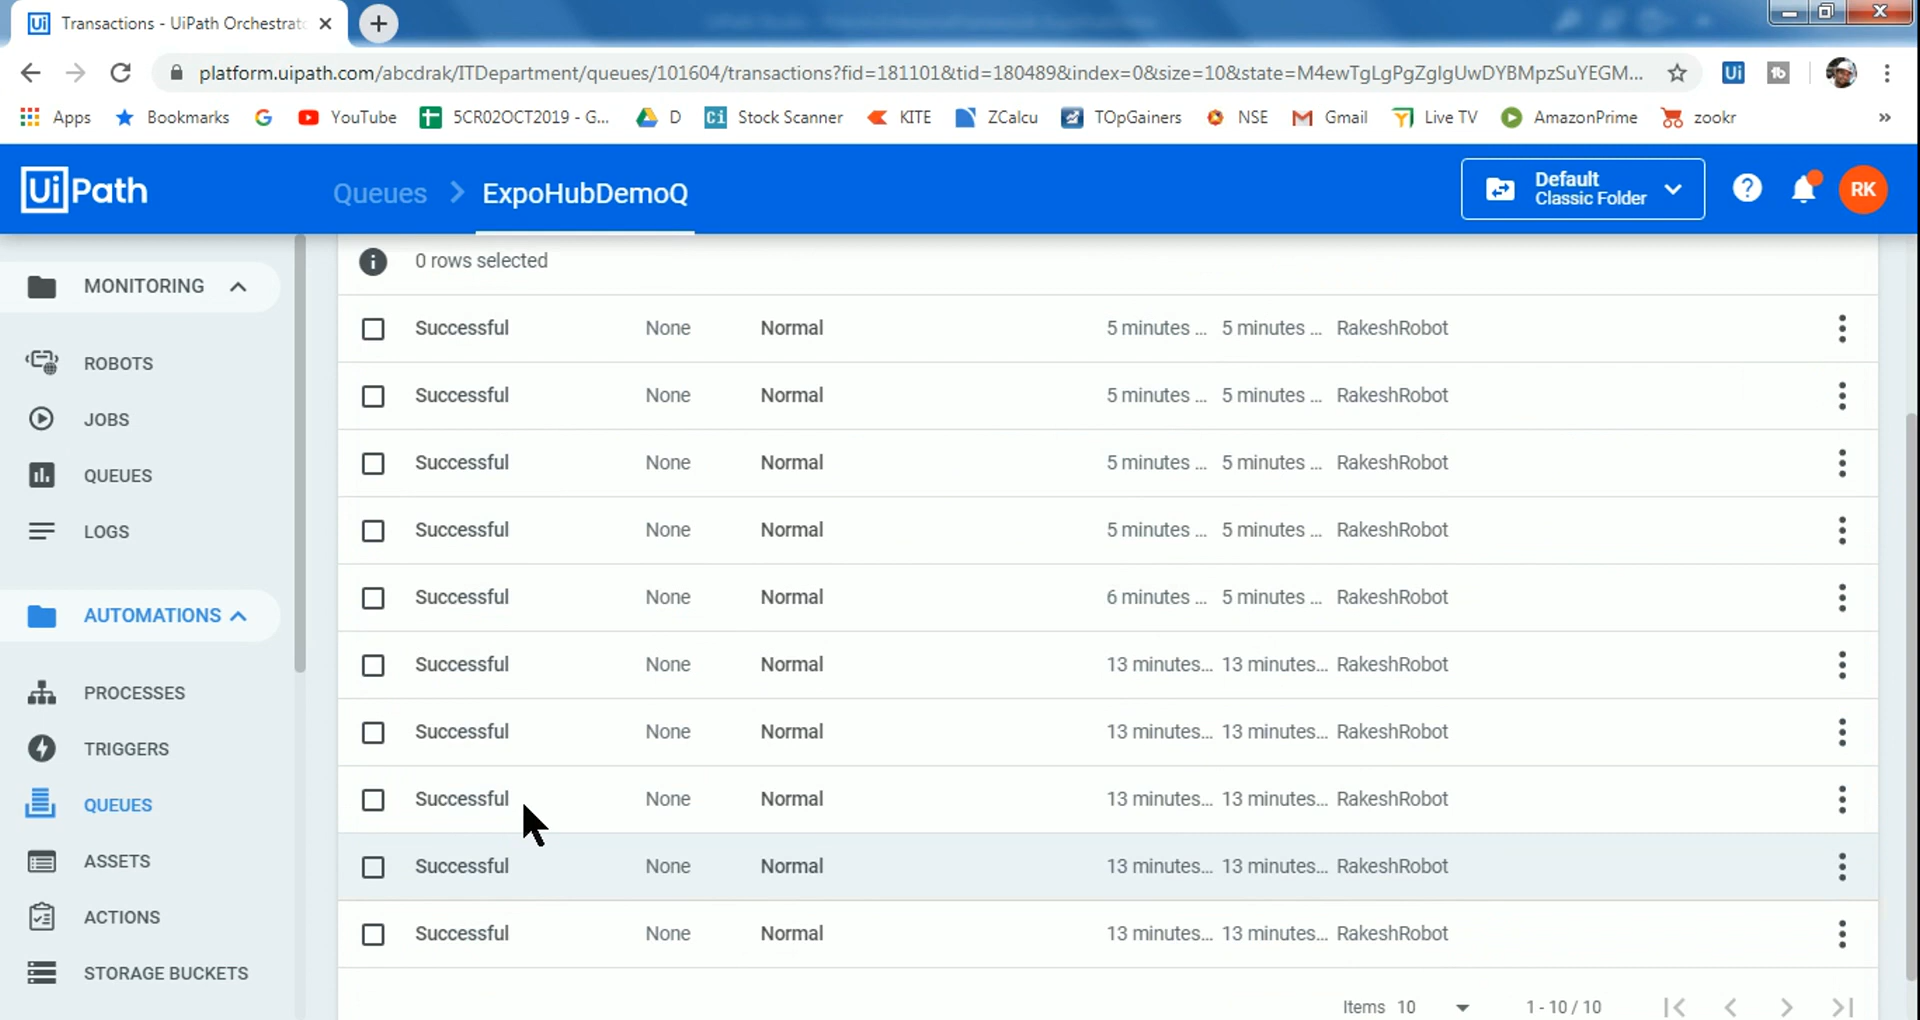 Ui Transactions - UiPath Orchestrat
platform.uipath.com/abcdrak/ITDepartment/queues/101604/transactions?fid=181101&tid=180489&index=0&size=10&state=M4ewTgLgPgZglgUwDYBMpzSuYEGM...
Ui
Apps Bookmarks YouTube 5CR02OCT2019 - G... D Ci Stock Scanner KITE ZCalcu TOpGainers NSE Gmail Live TV AmazonPrime zookr »
UiPath Queues ExpoHubDemoQ Default RK
Classic Folder
0 rows selected
MONITORING
Successful None Normal 5 minutes ... 5 minutes ... RakeshRobot
ROBOTS
Successful None Normal 5 minutes ... 5 minutes ... RakeshRobot
JOBS
Successful None Normal 5 minutes ... 5 minutes ... RakeshRobot
QUEUES
Successful None Normal 5 minutes ... 5 minutes ... RakeshRobot
LOGS
Successful None Normal 6 minutes ... 5 minutes ... RakeshRobot
AUTOMATIONS
Successful None Normal 13 minutes... 13 minutes... RakeshRobot
PROCESSES
Successful None Normal 13 minutes... 13 minutes... RakeshRobot
TRIGGERS
Successful None Normal 13 minutes... 13 minutes... RakeshRobot
QUEUES
Successful None Normal 13 minutes... 13 minutes... RakeshRobot
ASSETS
Successful None Normal 13 minutes... 13 minutes... RakeshRobot
ACTIONS
STORAGE BUCKETS
Items 10 1 - 10 / 10